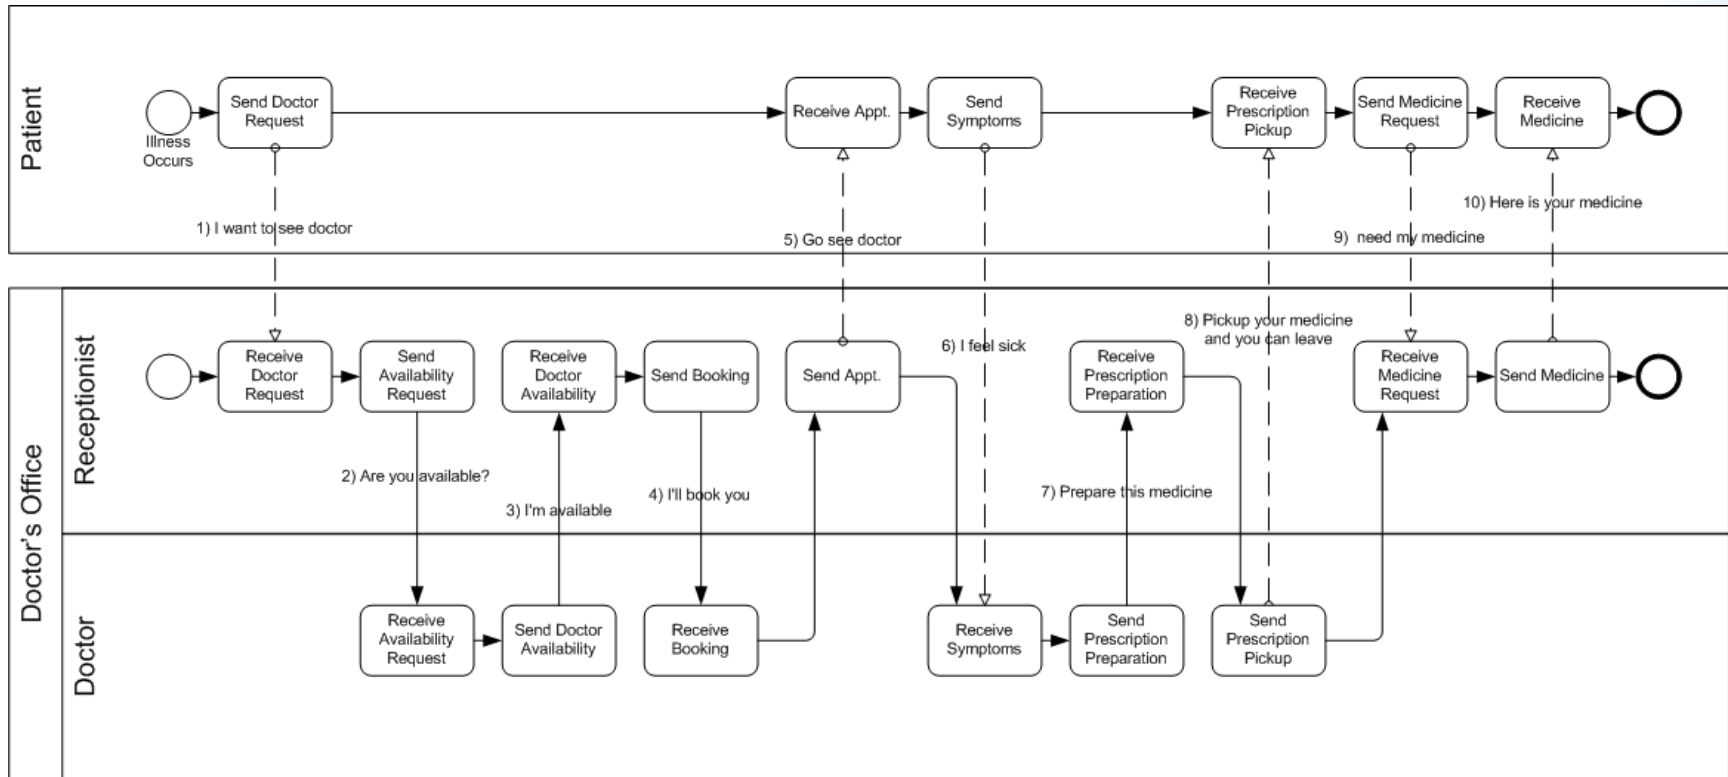 Patient
Illness
Occurs
Send Doctor
Request
Receive Appt.
Send
Symptoms
Receive
Prescription
Pickup
Send Medicine
Request
Receive
Medicine
1) I want to see doctor
5) Go see doctor
9)  need my medicine
10) Here is your medicine
Doctor's Office
Receptionist
Receive
Doctor
Request
Send
Availability
Request
Receive
Doctor
Availability
Send Booking
Send Appt.
6) I feel sick
Receive
Prescription
Preparation
8) Pickup your medicine
and you can leave
Receive
Medicine
Request
Send Medicine
2) Are you available?
3) I'm available
4) I'll book you
7) Prepare this medicine
Doctor
Receive
Availability
Request
Send Doctor
Availability
Receive
Booking
Receive
Symptoms
Send
Prescription
Preparation
Send
Prescription
Pickup